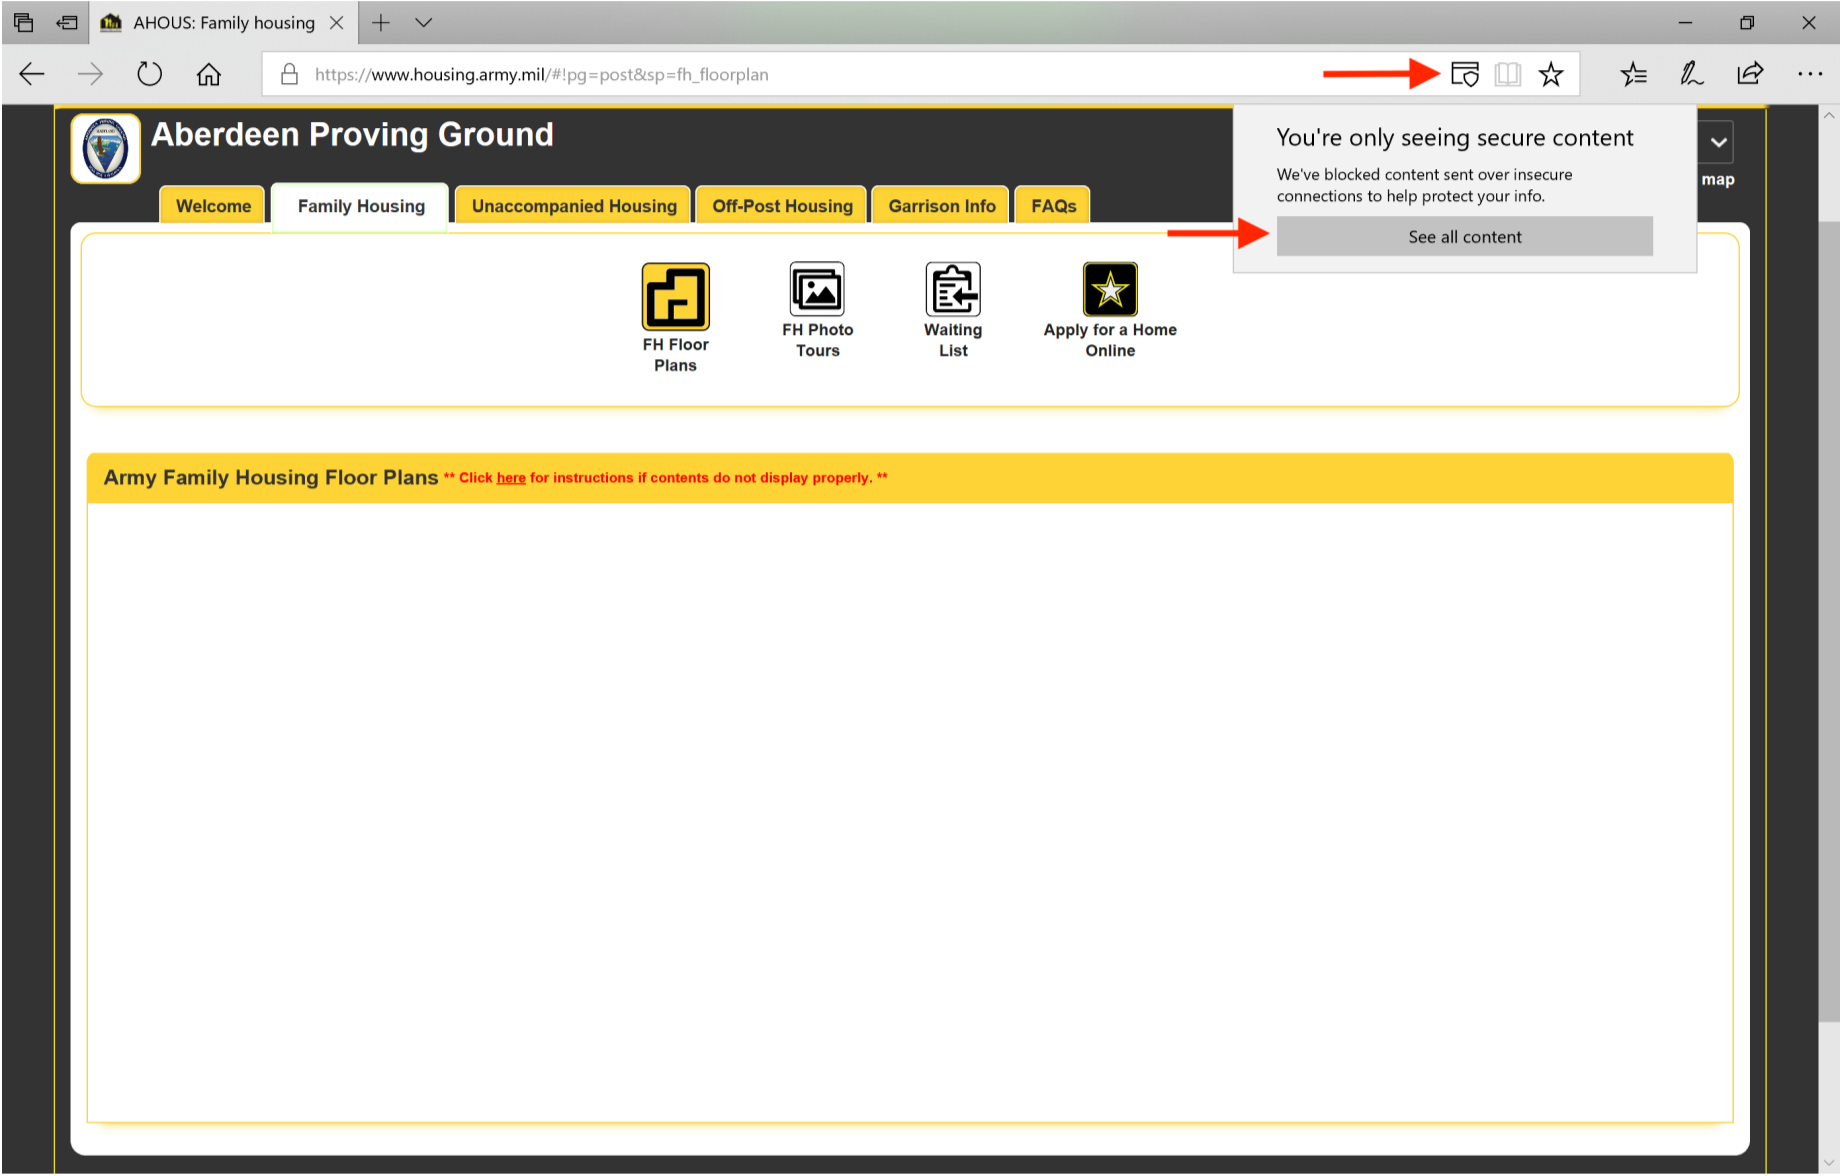 AHOUS: Family housing
https://www.housing.army.mil/#!pg=post&sp=fh_floorplan
Aberdeen Proving Ground
You're only seeing secure content
We've blocked content sent over insecure
connections to help protect your info.
See all content
map
Welcome
Family Housing
Unaccompanied Housing
Off-Post Housing
Garrison Info
FAQs
FH Floor
Plans
FH Photo
Tours
Waiting
List
Apply for a Home
Online
Army Family Housing Floor Plans ** Click here for instructions if contents do not display properly. **